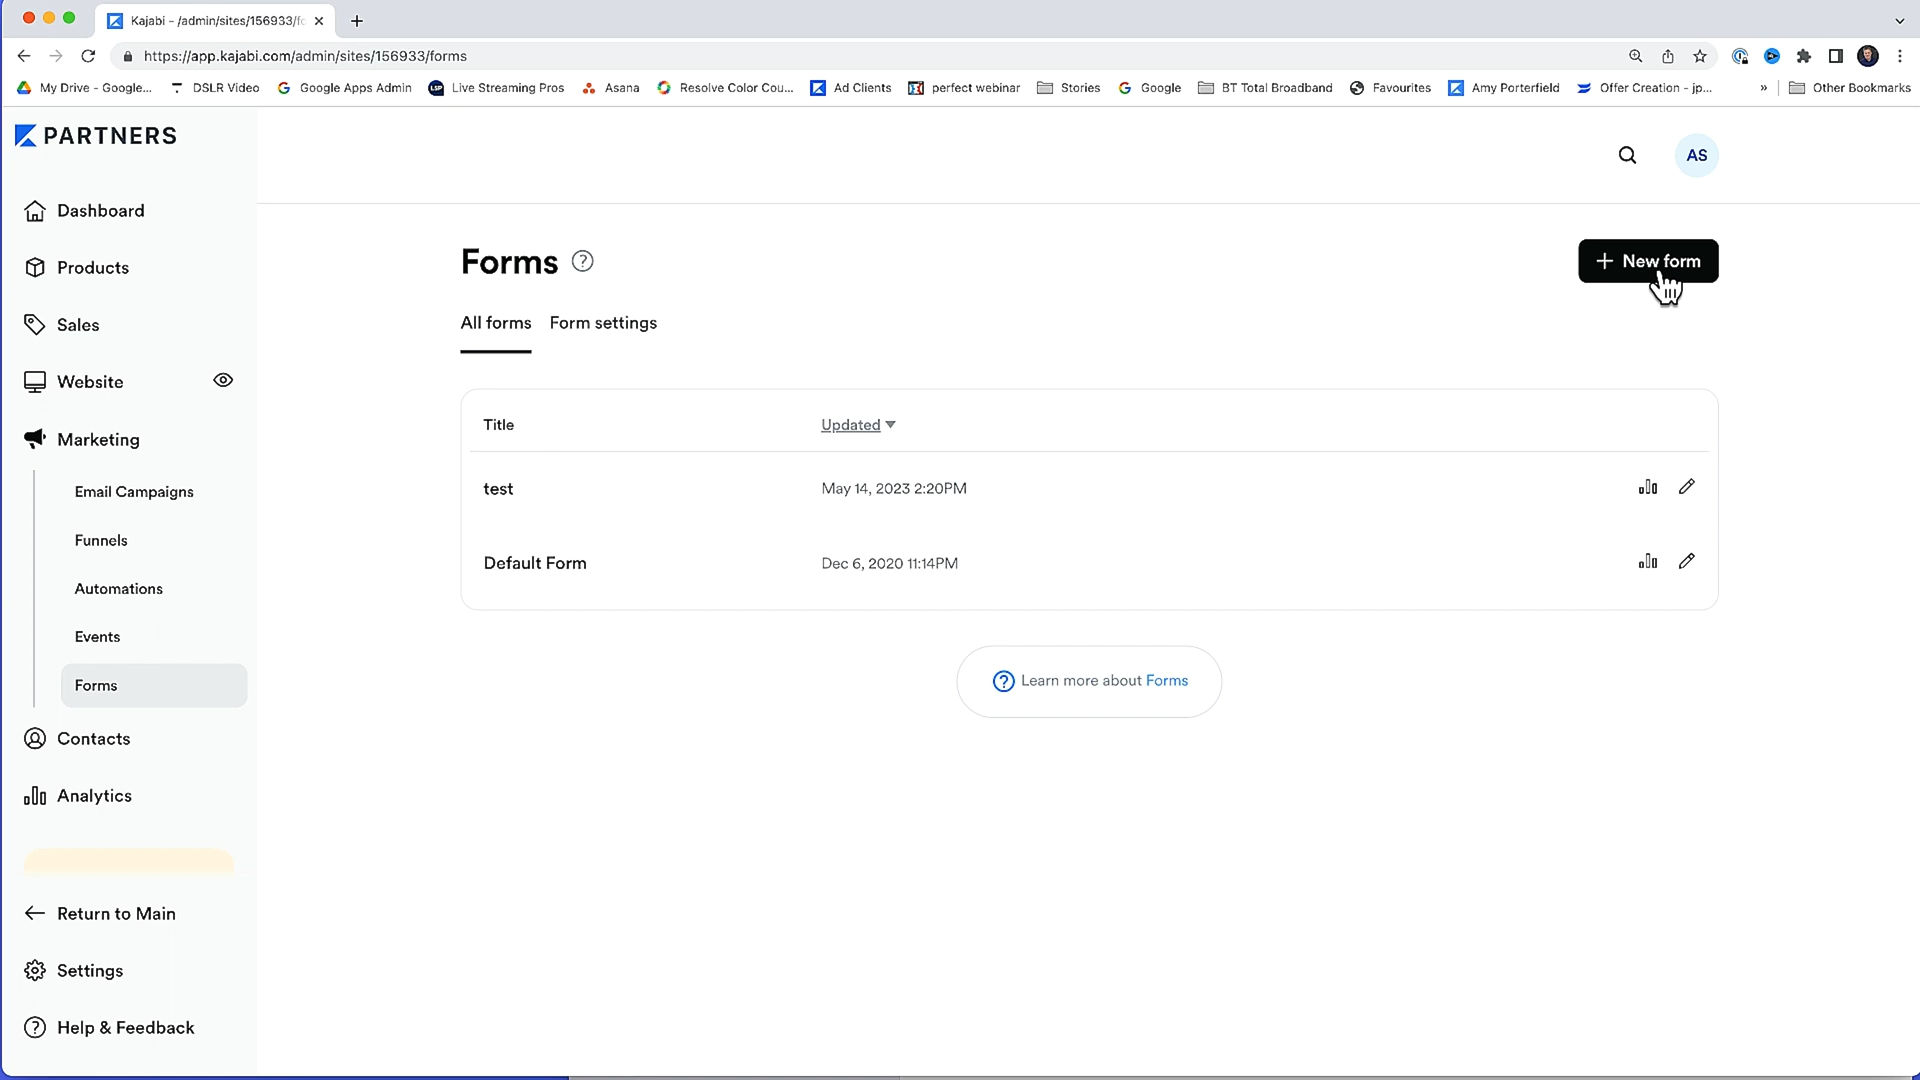 Kajabi - /admin/sites/156933/fo
https://app.kajabi.com/admin/sites/156933/forms
My Drive - Google...
DSLR Video
Google Apps Admin
LSP
Live Streaming Pros
Asana
Resolve Color Cou...
Ad Clients
perfect webinar
Stories
Google
BT Total Broadband
Favourites
Amy Porterfield
Offer Creation - jp...
»
Other Bookmarks
PARTNERS
AS
Dashboard
Products
Sales
Website
Marketing
Email Campaigns
Funnels
Automations
Events
Forms
Contacts
Analytics
Return to Main
Settings
Help & Feedback
Forms
+ New form
All forms
Form settings
Title
Updated
test
May 14, 2023 2:20PM
Default Form
Dec 6, 2020 11:14PM
Learn more about Forms